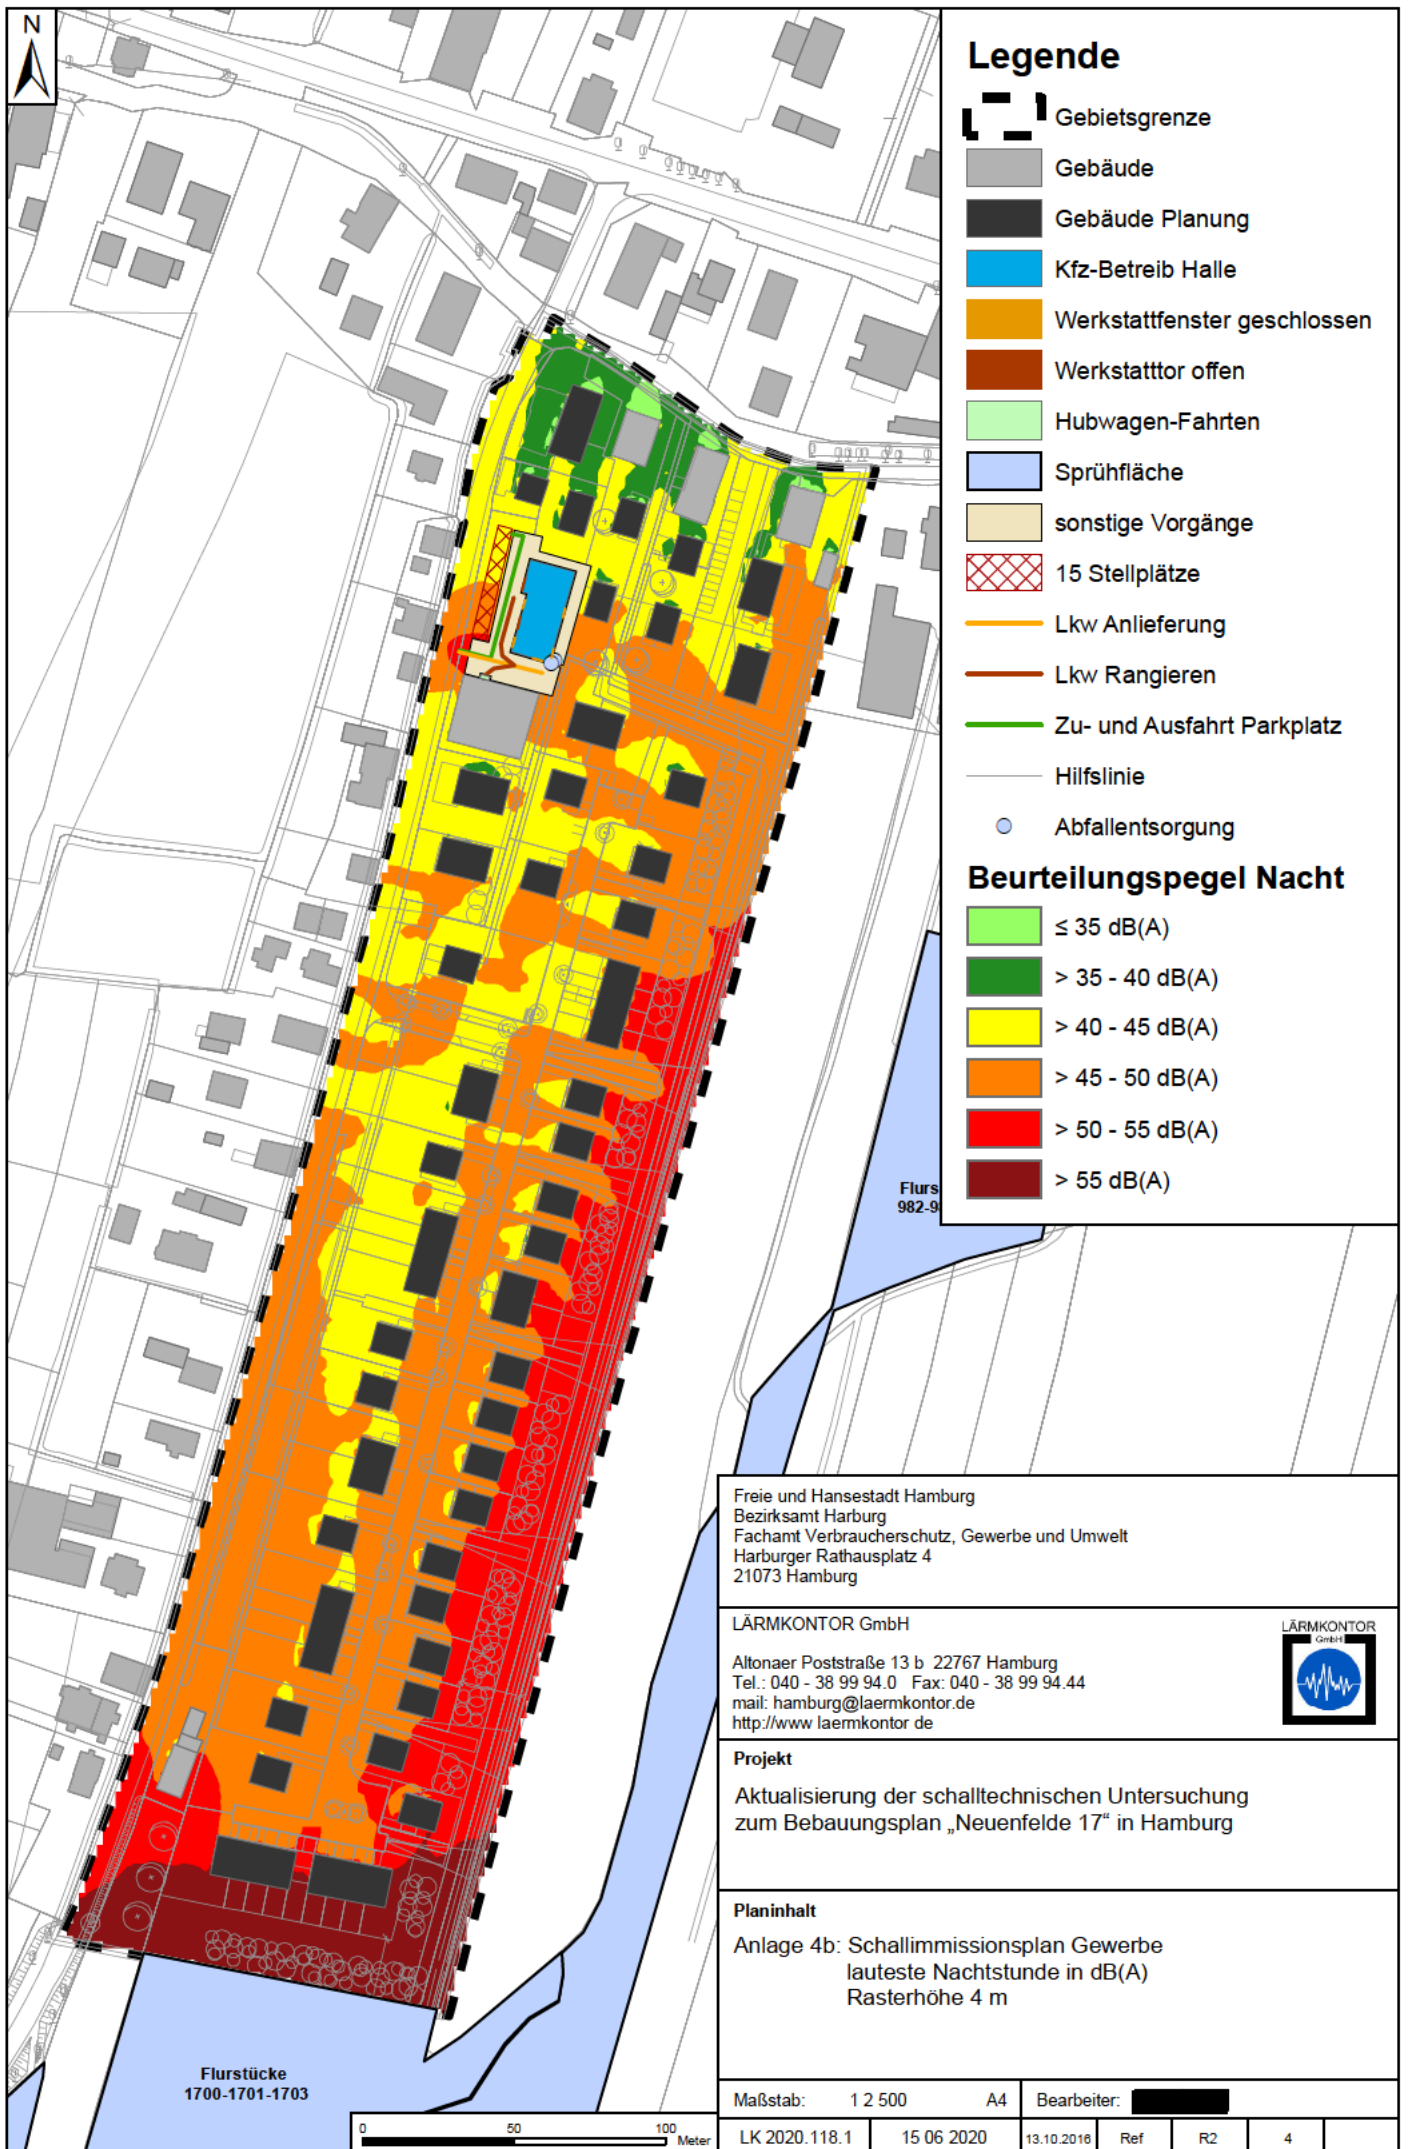 N
Legende
Gebietsgrenze
Gebäude
Gebäude Planung
Kfz-Betreib Halle
Werkstattfenster geschlossen
Werkstatttor offen
Hubwagen-Fahrten
Sprühfläche
sonstige Vorgänge
15 Stellplätze
Lkw Anlieferung
Lkw Rangieren
Zu- und Ausfahrt Parkplatz
Hilfslinie
Abfallentsorgung
Beurteilungspegel Nacht
≤ 35 dB(A)
> 35 - 40 dB(A)
> 40 - 45 dB(A)
> 45 - 50 dB(A)
> 50 - 55 dB(A)
> 55 dB(A)
Flurs
982-9
Freie und Hansestadt Hamburg
Bezirksamt Harburg
Fachamt Verbraucherschutz, Gewerbe und Umwelt
Harburger Rathausplatz 4
21073 Hamburg
LÄRMKONTOR GmbH
Altonaer Poststraße 13 b 22767 Hamburg
Tel.: 040 - 38 99 94.0 Fax: 040 - 38 99 94.44
mail: hamburg@laermkontor.de
http://www laermkontor de
LÄRMKONTOR
GmbH
Projekt
Aktualisierung der schalltechnischen Untersuchung
zum Bebauungsplan „Neuenfelde 17“ in Hamburg
Planinhalt
Anlage 4b: Schallimmissionsplan Gewerbe
lauteste Nachtstunde in dB(A)
Rasterhöhe 4 m
Flurstücke
1700-1701-1703
0 50 100
Meter
Maßstab: 1 2 500 A4 Bearbeiter:
LK 2020.118.1 15 06 2020 13.10.2016 Ref R2 4